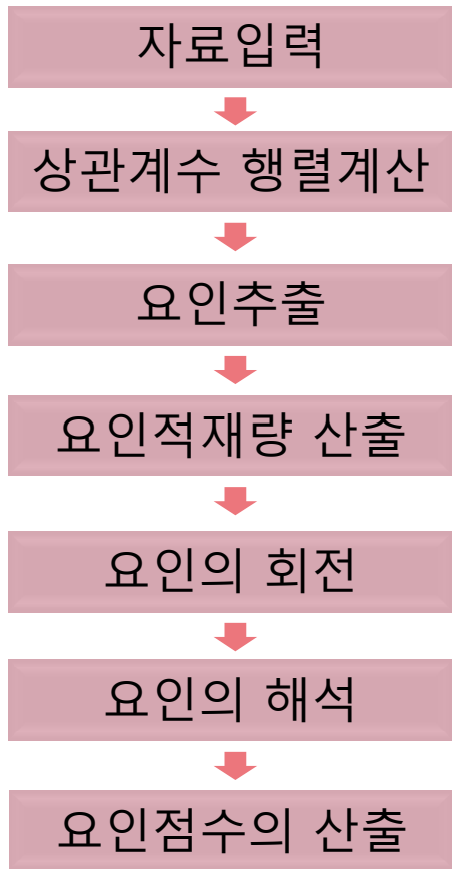 자료입력
상관계수 행렬계산
요인추출
요인적재량 산출
요인의 회전
요인의 해석
요인점수의 산출